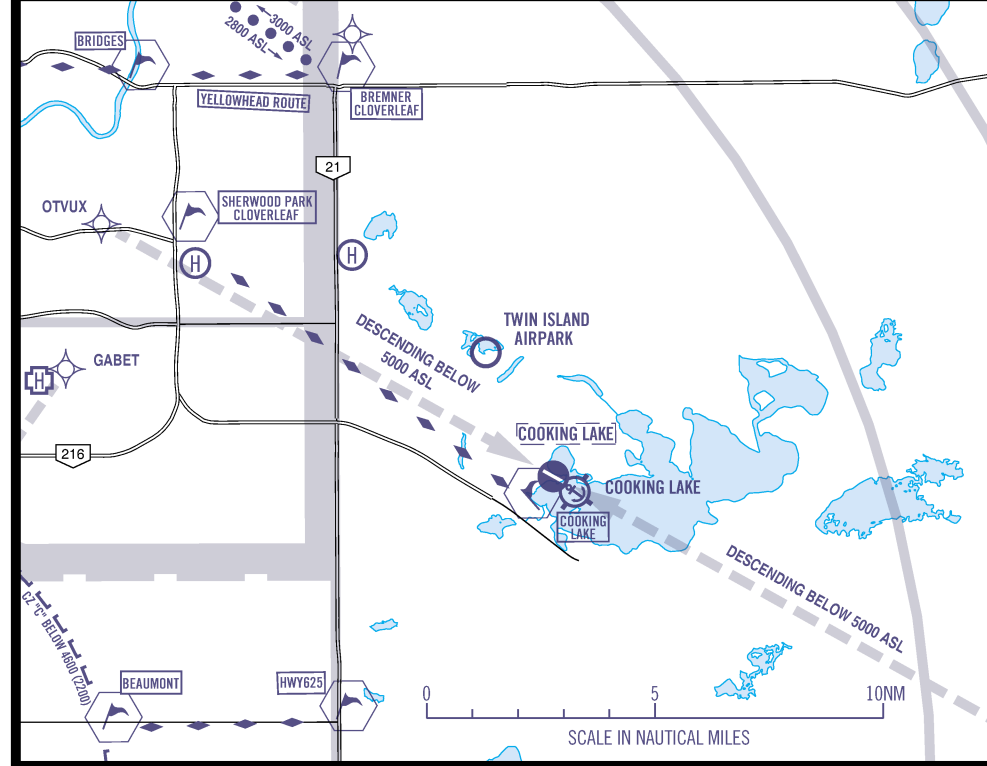 3000 ASL
2800 ASL
BRIDGES
YELLOWHEAD ROUTE
BREMNER
CLOVERLEAF
21
OTVUX
SHERWOOD PARK
CLOVERLEAF
H
H
TWIN ISLAND
AIRPARK
DESCENDING BELOW
5000 ASL
GABET
H
216
COOKING LAKE
COOKING LAKE
COOKING
LAKE
DESCENDING BELOW 5000 ASL
CZ "C" BELOW 4600 (2200)
BEAUMONT
HWY625
0 5 10NM
SCALE IN NAUTICAL MILES